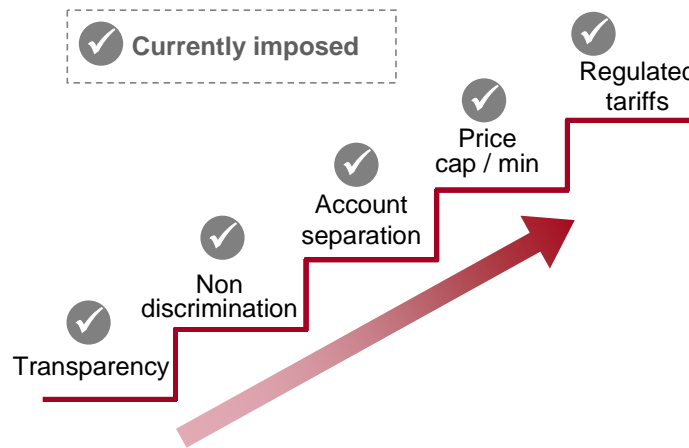 Currently imposed
Regulated
tariffs
Price
cap / min
Account
separation
Non
discrimination
Transparency